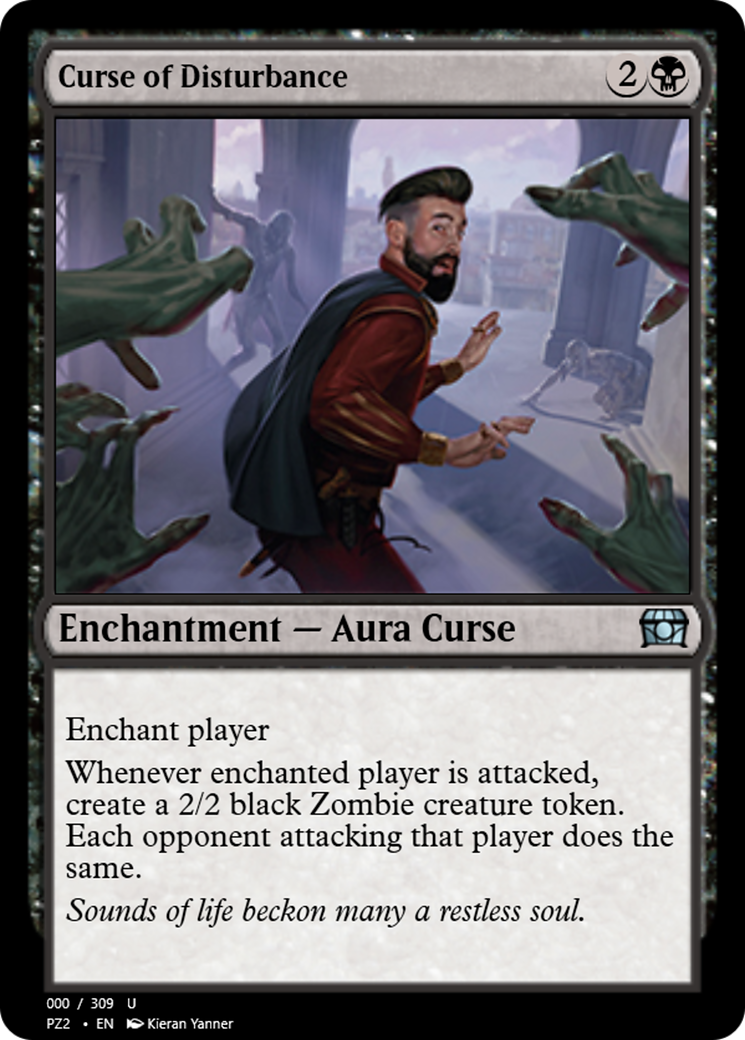 Curse of Disturbance
2
Enchantment — Aura Curse
Enchant player
Whenever enchanted player is attacked,
create a 2/2 black Zombie creature token.
Each opponent attacking that player does the
same.
Sounds of life beckon many a restless soul.
000 / 309 U
PZ2 • EN Kieran Yanner